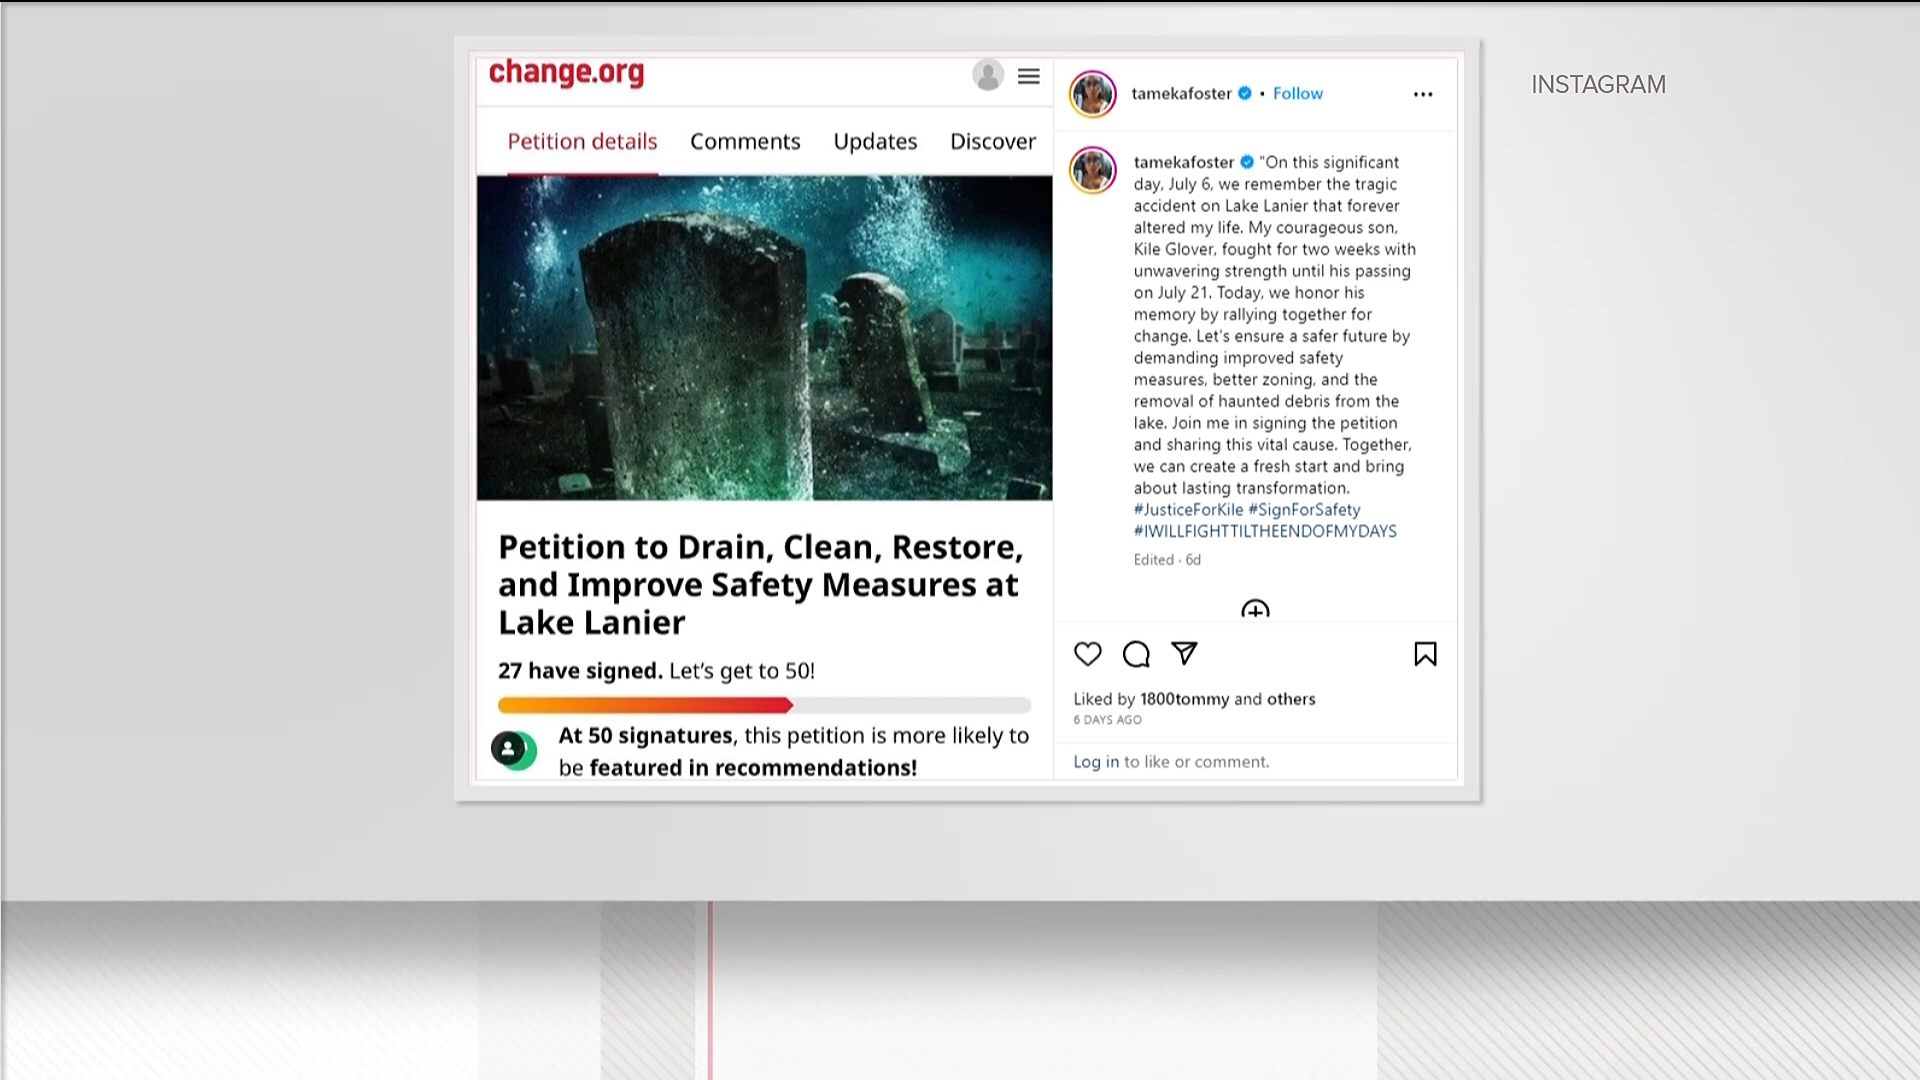 change.org
Petition details Comments Updates Discover
Petition to Drain, Clean, Restore,
and Improve Safety Measures at
Lake Lanier
27 have signed. Let's get to 50!
At 50 signatures, this petition is more likely to
be featured in recommendations!
tamekafoster • Follow
tamekafoster "On this significant
day, July 6, we remember the tragic
accident on Lake Lanier that forever
altered my life. My courageous son,
Kile Glover, fought for two weeks with
unwavering strength until his passing
on July 21. Today, we honor his
memory by rallying together for
change. Let's ensure a safer future by
demanding improved safety
measures, better zoning, and the
removal of haunted debris from the
lake. Join me in signing the petition
and sharing this vital cause. Together,
we can create a fresh start and bring
about lasting transformation.
#JusticeForKile #SignForSafety
#IWILLFIGHTTILTHEENDOFMYDAYS
Edited · 6d
Liked by 1800tommy and others
6 DAYS AGO
Log in to like or comment.
INSTAGRAM